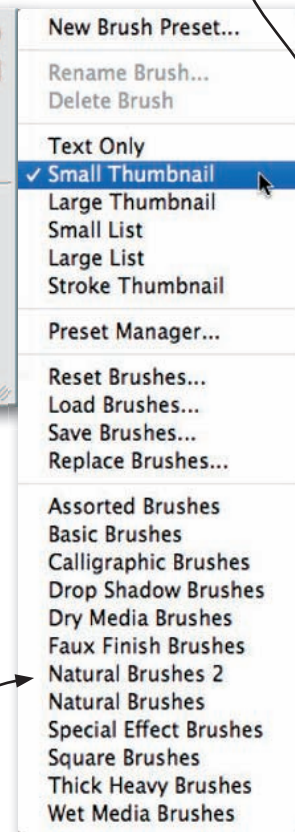 New Brush Preset...
Rename Brush...
Delete Brush
Text Only
✓ Small Thumbnail
Large Thumbnail
Small List
Large List
Stroke Thumbnail
Preset Manager...
Reset Brushes...
Load Brushes...
Save Brushes...
Replace Brushes...
Assorted Brushes
Basic Brushes
Calligraphic Brushes
Drop Shadow Brushes
Dry Media Brushes
Faux Finish Brushes
Natural Brushes 2
Natural Brushes
Special Effect Brushes
Square Brushes
Thick Heavy Brushes
Wet Media Brushes